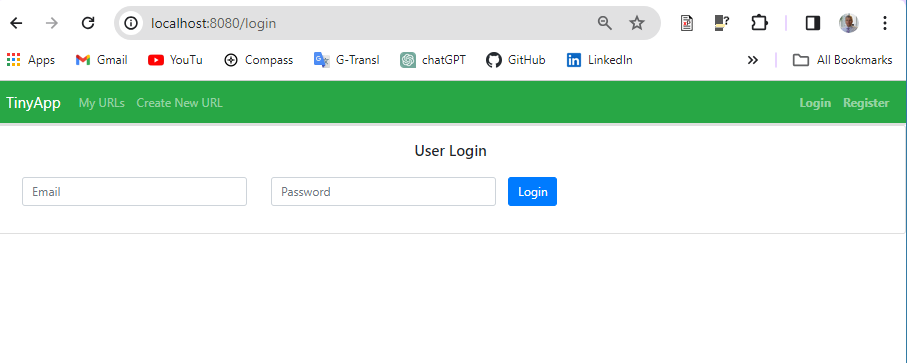 localhost:8080/login
Apps Gmail YouTu Compass G-Transl chatGPT GitHub LinkedIn » All Bookmarks
TinyApp My URLs Create New URL Login Register
User Login
Email Password Login